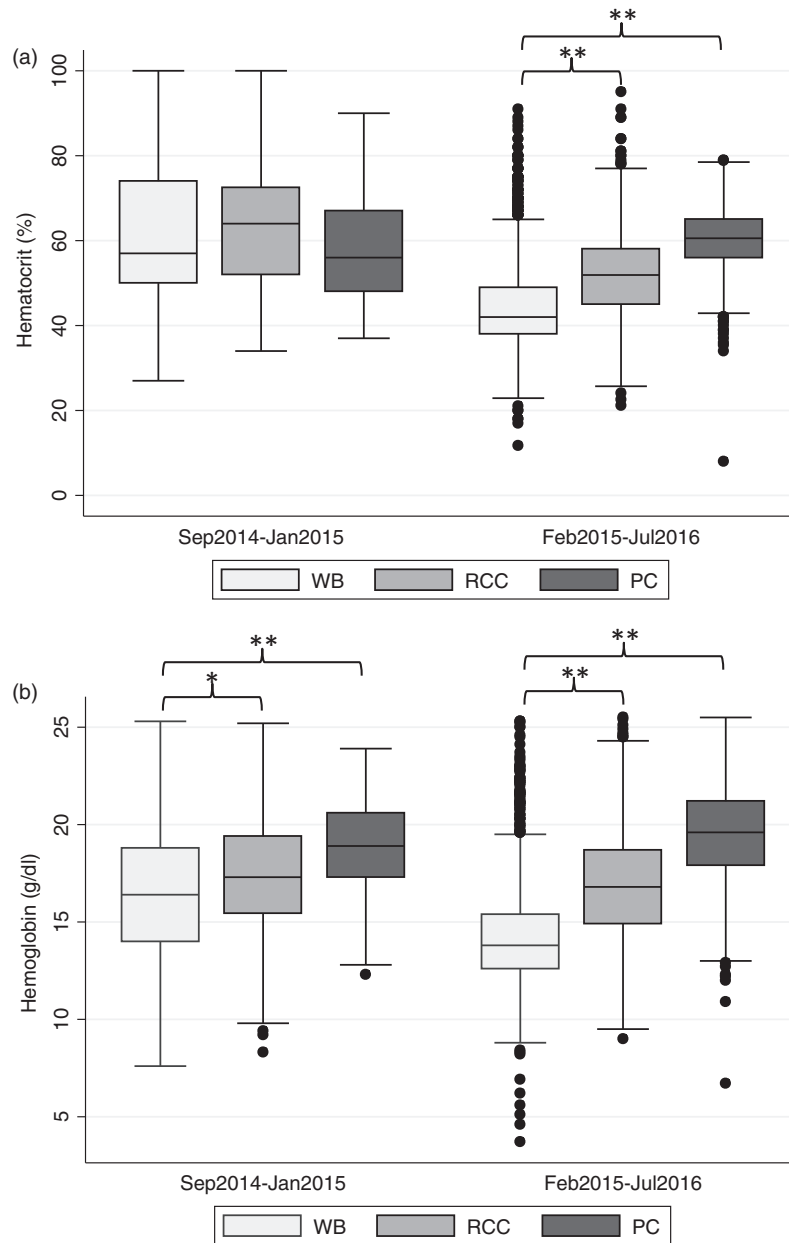 (a)
**
**
100
80
60
40
20
0
Hematocrit (%)
Sep2014-Jan2015 Feb2015-Jul2016
WB RCC PC
(b)
**
*
**
**
25
20
15
10
5
Hemoglobin (g/dl)
Sep2014-Jan2015 Feb2015-Jul2016
WB RCC PC